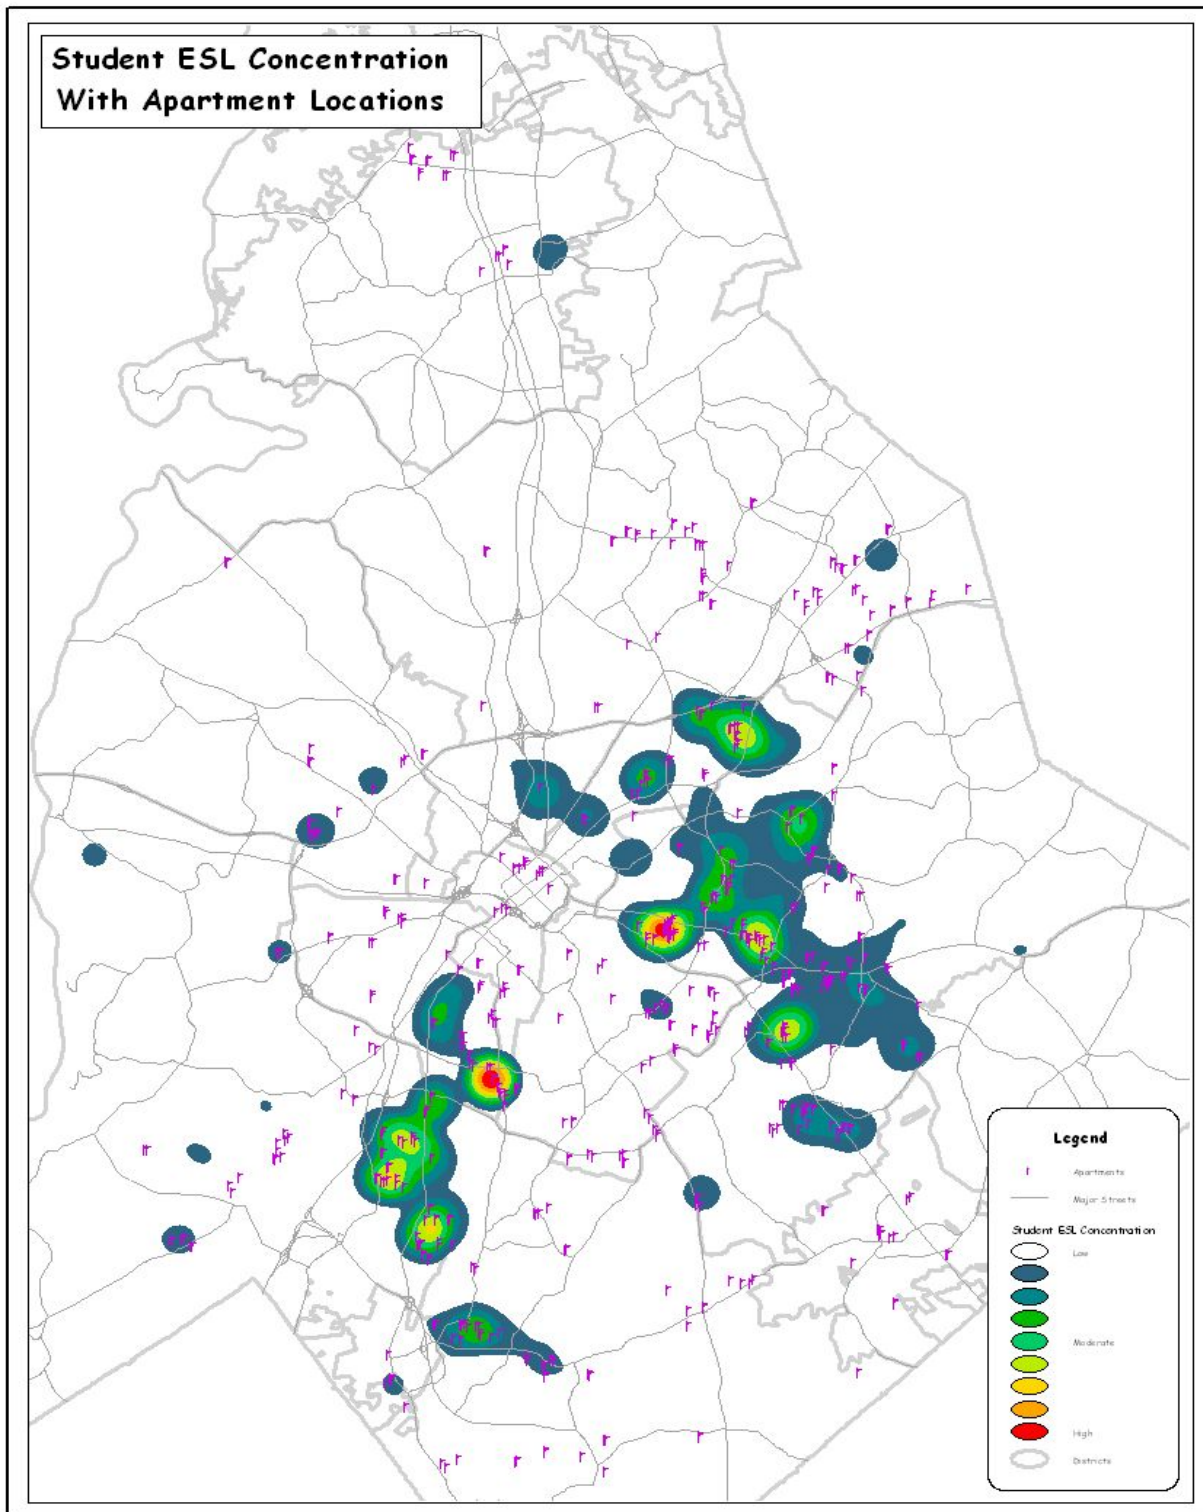 Student ESL Concentration
With Apartment Locations
Legend
Apartments
Major Streets
Student ESL Concentration
Low
Moderate
High
Districts